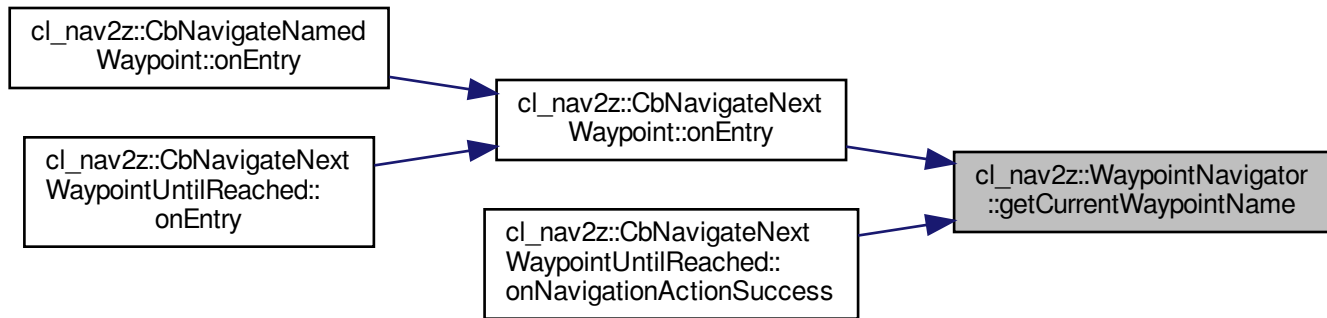 cl_nav2z::CbNavigateNamed
Waypoint::onEntry
cl_nav2z::CbNavigateNext
WaypointUntilReached::
onEntry
cl_nav2z::CbNavigateNext
Waypoint::onEntry
cl_nav2z::CbNavigateNext
WaypointUntilReached::
onNavigationActionSuccess
cl_nav2z::WaypointNavigator
::getCurrentWaypointName